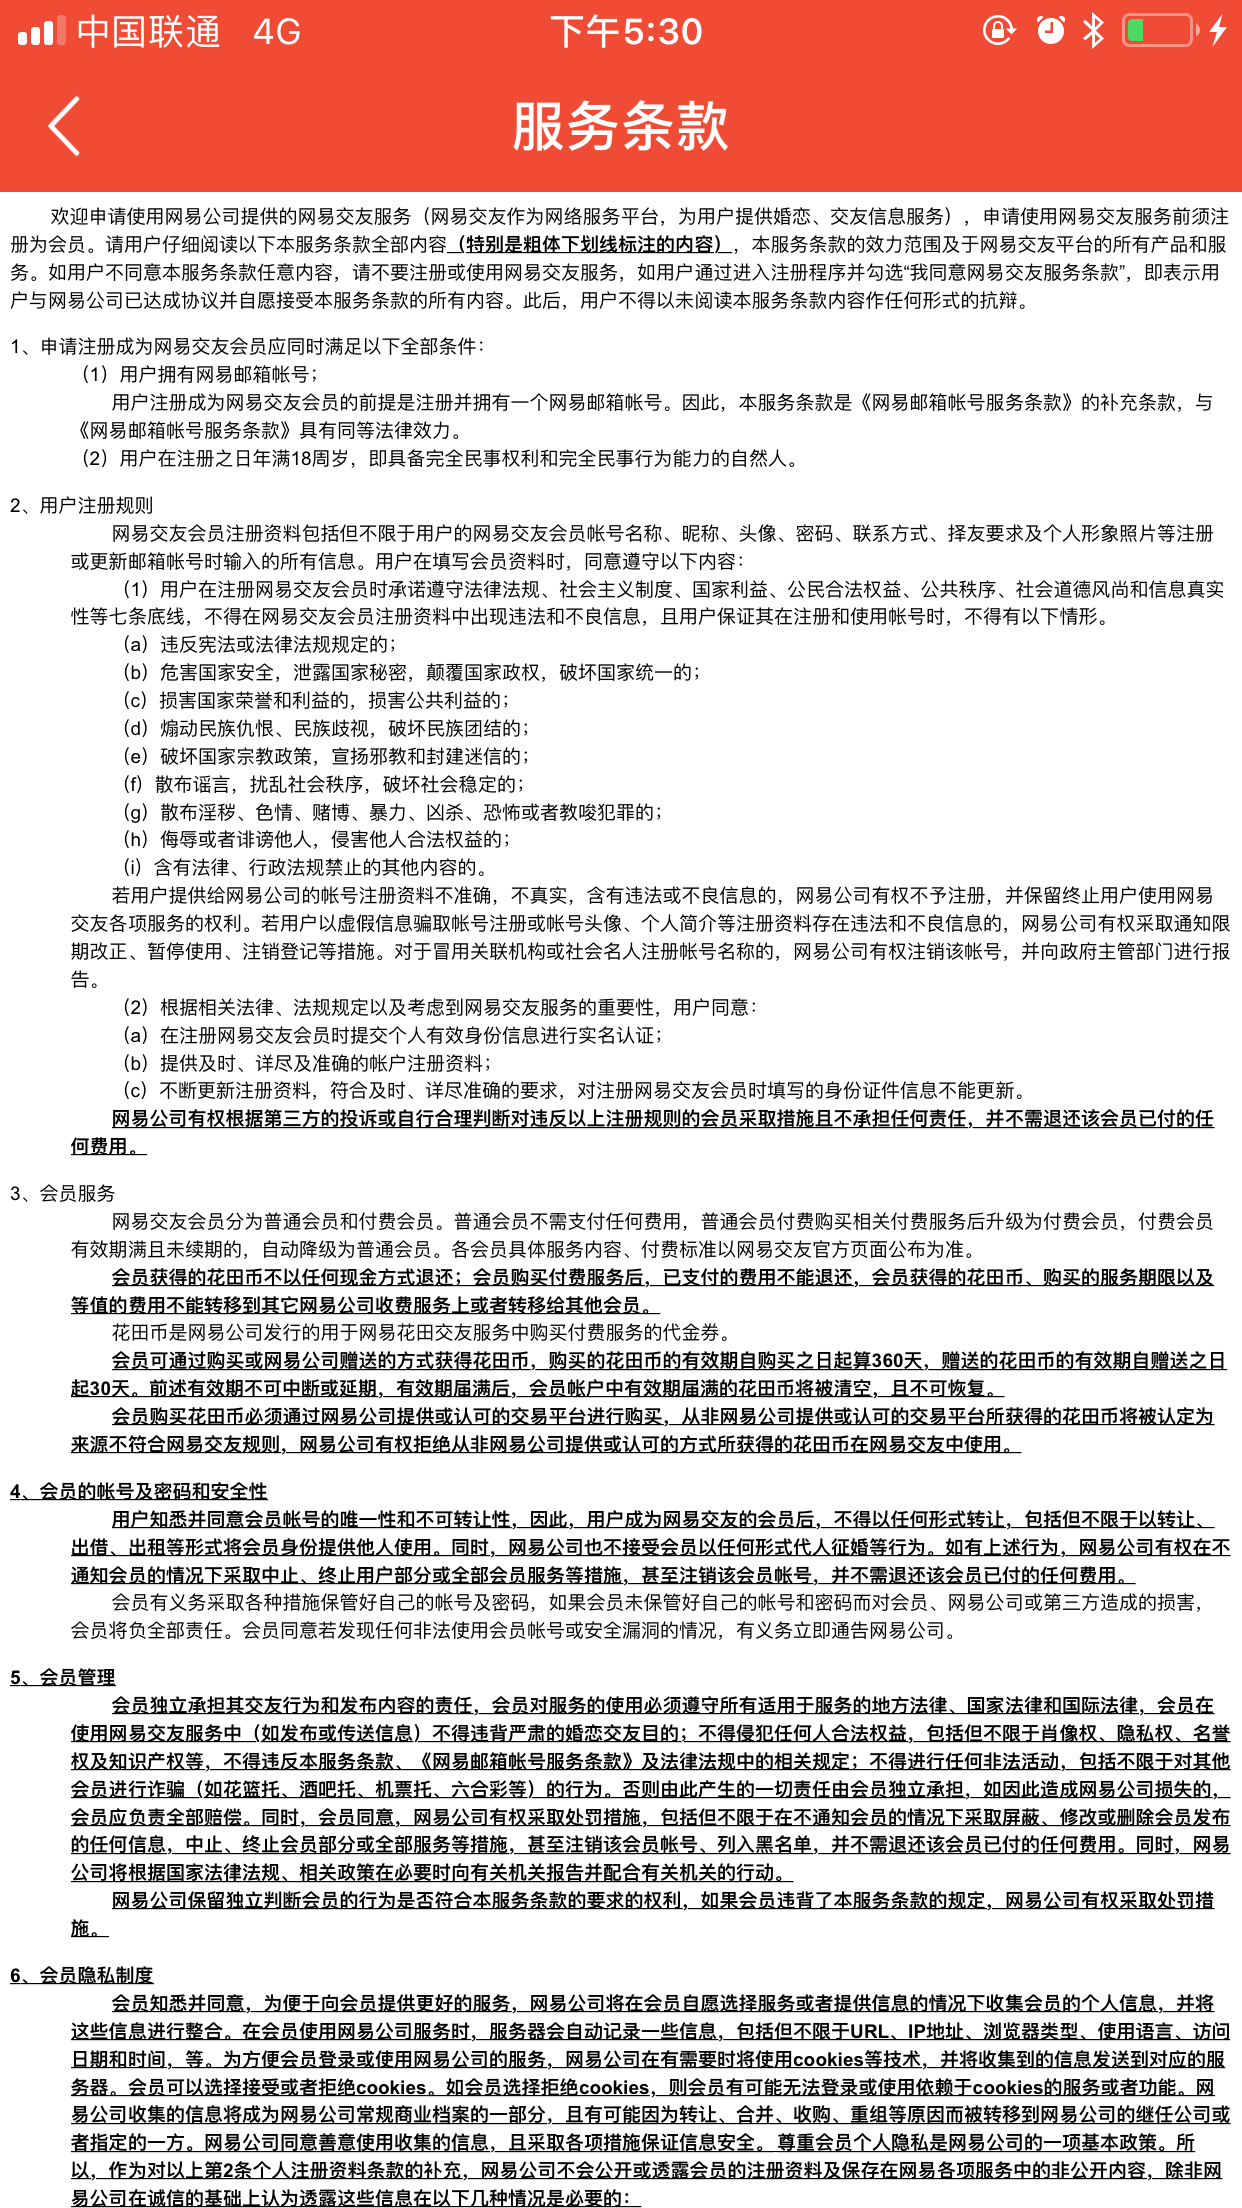 中国联通 4G 下午5:30
服务条款
欢迎申请使用网易公司提供的网易交友服务（网易交友作为网络服务平台，为用户提供婚恋、交友信息服务），申请使用网易交友服务前须注
册为会员。请用户仔细阅读以下本服务条款全部内容（特别是粗体下划线标注的内容），本服务条款的效力范围及于网易交友平台的所有产品和服
务。如用户不同意本服务条款任意内容，请不要注册或使用网易交友服务，如用户通过进入注册程序并勾选“我同意网易交友服务条款”，即表示用
户与网易公司已达成协议并自愿接受本服务条款的所有内容。此后，用户不得以未阅读本服务条款内容作任何形式的抗辩。
1、申请注册成为网易交友会员应同时满足以下全部条件：
（1）用户拥有网易邮箱帐号；
用户注册成为网易交友会员的前提是注册并拥有一个网易邮箱帐号。因此，本服务条款是《网易邮箱帐号服务条款》的补充条款，与
《网易邮箱帐号服务条款》具有同等法律效力。
（2）用户在注册之日年满18周岁，即具备完全民事权利和完全民事行为能力的自然人。
2、用户注册规则
网易交友会员注册资料包括但不限于用户的网易交友会员帐号名称、昵称、头像、密码、联系方式、择友要求及个人形象照片等注册
或更新邮箱帐号时输入的所有信息。用户在填写会员资料时，同意遵守以下内容：
（1）用户在注册网易交友会员时承诺遵守法律法规、社会主义制度、国家利益、公民合法权益、公共秩序、社会道德风尚和信息真实
性等七条底线，不得在网易交友会员注册资料中出现违法和不良信息，且用户保证其在注册和使用帐号时，不得有以下情形。
（a）违反宪法或法律法规规定的；
（b）危害国家安全，泄露国家秘密，颠覆国家政权，破坏国家统一的；
（c）损害国家荣誉和利益的，损害公共利益的；
（d）煽动民族仇恨、民族歧视，破坏民族团结的；
（e）破坏国家宗教政策，宣扬邪教和封建迷信的；
（f）散布谣言，扰乱社会秩序，破坏社会稳定的；
（g）散布淫秽、色情、赌博、暴力、凶杀、恐怖或者教唆犯罪的；
（h）侮辱或者诽谤他人，侵害他人合法权益的；
（i）含有法律、行政法规禁止的其他内容的。
若用户提供给网易公司的帐号注册资料不准确，不真实，含有违法或不良信息的，网易公司有权不予注册，并保留终止用户使用网易
交友各项服务的权利。若用户以虚假信息骗取帐号注册或帐号头像、个人简介等注册资料存在违法和不良信息的，网易公司有权采取通知限
期改正、暂停使用、注销登记等措施。对于冒用关联机构或社会名人注册帐号名称的，网易公司有权注销该帐号，并向政府主管部门进行报
告。
（2）根据相关法律、法规规定以及考虑到网易交友服务的重要性，用户同意：
（a）在注册网易交友会员时提交个人有效身份信息进行实名认证；
（b）提供及时、详尽及准确的帐户注册资料；
（c）不断更新注册资料，符合及时、详尽准确的要求，对注册网易交友会员时填写的身份证件信息不能更新。
网易公司有权根据第三方的投诉或自行合理判断对违反以上注册规则的会员采取措施且不承担任何责任，并不需退还该会员已付的任
何费用。
3、会员服务
网易交友会员分为普通会员和付费会员。普通会员不需支付任何费用，普通会员付费购买相关付费服务后升级为付费会员，付费会员
有效期满且未续期的，自动降级为普通会员。各会员具体服务内容、付费标准以网易交友官方页面公布为准。
会员获得的花田币不以任何现金方式退还；会员购买付费服务后，已支付的费用不能退还，会员获得的花田币、购买的服务期限以及
等值的费用不能转移到其它网易公司收费服务上或者转移给其他会员。
花田币是网易公司发行的用于网易花田交友服务中购买付费服务的代金券。
会员可通过购买或网易公司赠送的方式获得花田币，购买的花田币的有效期自购买之日起算360天，赠送的花田币的有效期自赠送之日
起30天。前述有效期不可中断或延期，有效期届满后，会员帐户中有效期届满的花田币将被清空，且不可恢复。
会员购买花田币必须通过网易公司提供或认可的交易平台进行购买，从非网易公司提供或认可的交易平台所获得的花田币将被认定为
来源不符合网易交友规则，网易公司有权拒绝从非网易公司提供或认可的方式所获得的花田币在网易交友中使用。
4、会员的帐号及密码和安全性
用户知悉并同意会员帐号的唯一性和不可转让性，因此，用户成为网易交友的会员后，不得以任何形式转让，包括但不限于以转让、
出借、出租等形式将会员身份提供他人使用。同时，网易公司也不接受会员以任何形式代人征婚等行为。如有上述行为，网易公司有权在不
通知会员的情况下采取中止、终止用户部分或全部会员服务等措施，甚至注销该会员帐号，并不需退还该会员已付的任何费用。
会员有义务采取各种措施保管好自己的帐号及密码，如果会员未保管好自己的帐号和密码而对会员、网易公司或第三方造成的损害，
会员将负全部责任。会员同意若发现任何非法使用会员帐号或安全漏洞的情况，有义务立即通告网易公司。
5、会员管理
会员独立承担其交友行为和发布内容的责任，会员对服务的使用必须遵守所有适用于服务的地方法律、国家法律和国际法律，会员在
使用网易交友服务中（如发布或传送信息）不得违背严肃的婚恋交友目的；不得侵犯任何人合法权益，包括但不限于肖像权、隐私权、名誉
权及知识产权等，不得违反本服务条款、《网易邮箱帐号服务条款》及法律法规中的相关规定；不得进行任何非法活动，包括不限于对其他
会员进行诈骗（如花篮托、酒吧托、机票托、六合彩等）的行为。否则由此产生的一切责任由会员独立承担，如因此造成网易公司损失的，
会员应负责全部赔偿。同时，会员同意，网易公司有权采取处罚措施，包括但不限于在不通知会员的情况下采取屏蔽、修改或删除会员发布
的任何信息，中止、终止会员部分或全部服务等措施，甚至注销该会员帐号、列入黑名单，并不需退还该会员已付的任何费用。同时，网易
公司将根据国家法律法规、相关政策在必要时向有关机关报告并配合有关机关的行动。
网易公司保留独立判断会员的行为是否符合本服务条款的要求的权利，如果会员违背了本服务条款的规定，网易公司有权采取处罚措
施。
6、会员隐私制度
会员知悉并同意，为便于向会员提供更好的服务，网易公司将在会员自愿选择服务或者提供信息的情况下收集会员的个人信息，并将
这些信息进行整合。在会员使用网易公司服务时，服务器会自动记录一些信息，包括但不限于URL、IP地址、浏览器类型、使用语言、访问
日期和时间，等。为方便会员登录或使用网易公司的服务，网易公司在有需要时将使用cookies等技术，并将收集到的信息发送到对应的服
务器。会员可以选择接受或者拒绝cookies。如会员选择拒绝cookies，则会员有可能无法登录或使用依赖于cookies的服务或者功能。网
易公司收集的信息将成为网易公司常规商业档案的一部分，且有可能因为转让、合并、收购、重组等原因而被转移到网易公司的继任公司或
者指定的一方。网易公司同意善意使用收集的信息，且采取各项措施保证信息安全。 尊重会员个人隐私是网易公司的一项基本政策。所
以，作为对以上第2条个人注册资料条款的补充，网易公司不会公开或透露会员的注册资料及保存在网易各项服务中的非公开内容，除非网
易公司在诚信的基础上认为透露这些信息在以下几种情况是必要的：